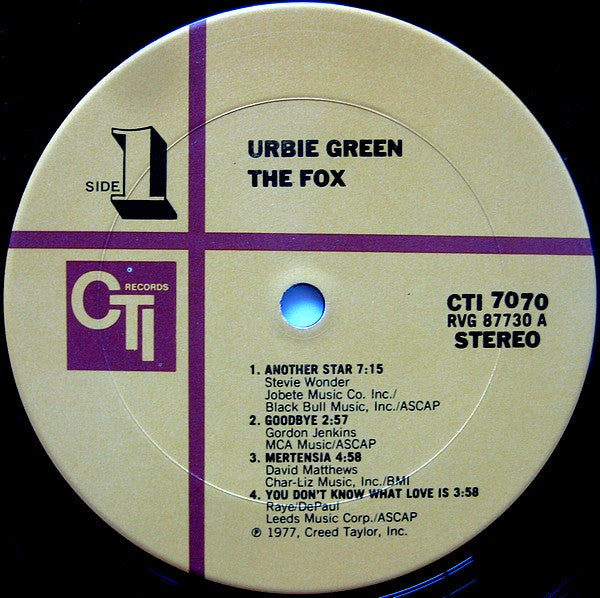 URBIE GREEN
THE FOX
SIDE 1
CTI RECORDS
CTI 7070
RVG 87730 A
STEREO
1. ANOTHER STAR 7:15
Stevie Wonder
Jobete Music Co. Inc./
Black Bull Music, Inc./ASCAP
2. GOODBYE 2:57
Gordon Jenkins
MCA Music/ASCAP
3. MERTENSIA 4:58
David Matthews
Char-Liz Music, Inc./BMI
4. YOU DON'T KNOW WHAT LOVE IS 3:58
Raye/DePaul
Leeds Music Corp./ASCAP
℗ 1977, Creed Taylor, Inc.